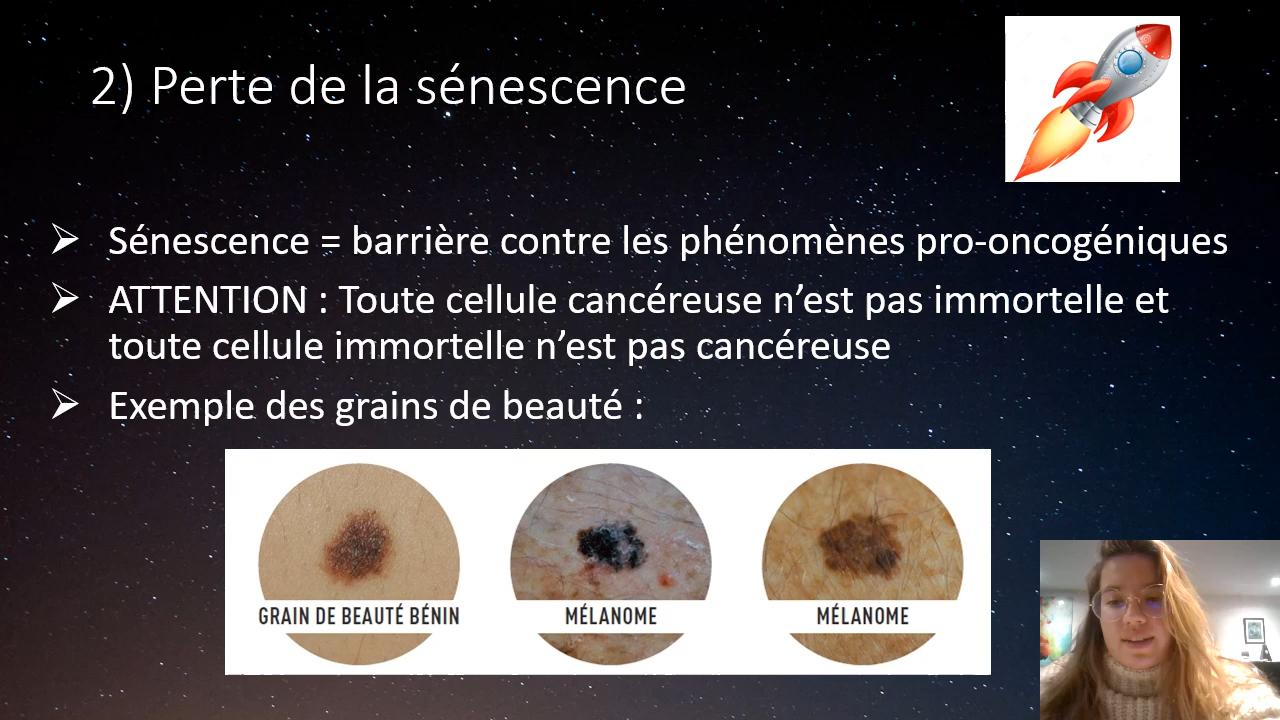 2) Perte de la sénescence
Sénescence = barrière contre les phénomènes pro-oncogéniques
ATTENTION : Toute cellule cancéreuse n’est pas immortelle et
toute cellule immortelle n’est pas cancéreuse
Exemple des grains de beauté :
GRAIN DE BEAUTÉ BÉNIN
MÉLANOME
MÉLANOME